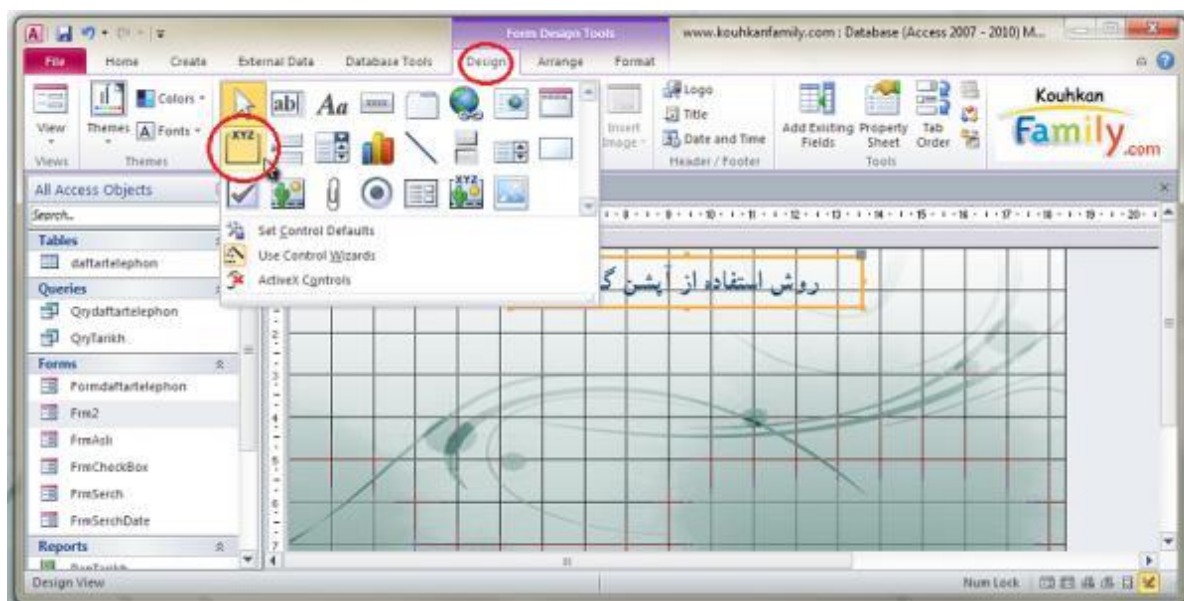 Form Design Tools
www.kouhkanfamily.com : Database (Access 2007 - 2010) M...
File Home Create External Data Database Tools Design Arrange Format
View
Views
Themes
Colors
Fonts
Themes
ab| Aa XYZ
XYZ
Insert Image
Logo
Title
Date and Time
Header / Footer
Add Existing Fields
Property Sheet
Tab Order
Tools
Kouhkan
Family.com
Set Control Defaults
Use Control Wizards
ActiveX Controls
All Access Objects
Search..
Tables
daftartelephon
Queries
Qrydaftartelephon
QryTarikh
Forms
Formdaftartelephon
Frm2
FrmAsli
FrmCheckBox
FrmSerch
FrmSerchDate
Reports
روش استفاده از آپشن گ
Design View
Num Lock